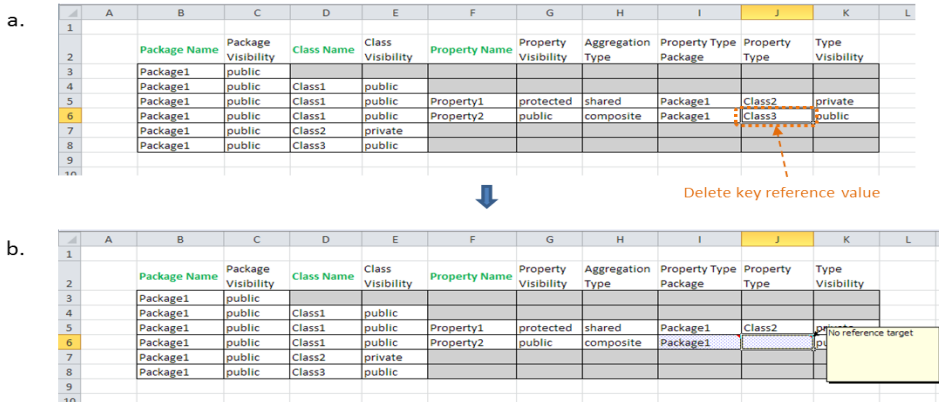 a.
A B C D E F G H I J K L
1
2 Package Name Package Visibility Class Name Class Visibility Property Name Property Visibility Aggregation Type Property Type Package Property Type Type Visibility
3 Package1 public
4 Package1 public Class1 public
5 Package1 public Class1 public Property1 protected shared Package1 Class2 private
6 Package1 public Class1 public Property2 public composite Package1 Class3 public
7 Package1 public Class2 private
8 Package1 public Class3 public
9
10
Delete key reference value
b.
A B C D E F G H I J K L
1
2 Package Name Package Visibility Class Name Class Visibility Property Name Property Visibility Aggregation Type Property Type Package Property Type Type Visibility
3 Package1 public
4 Package1 public Class1 public
5 Package1 public Class1 public Property1 protected shared Package1 Class2
No reference target
6 Package1 public Class1 public Property2 public composite Package1
7 Package1 public Class2 private
8 Package1 public Class3 public
9
10